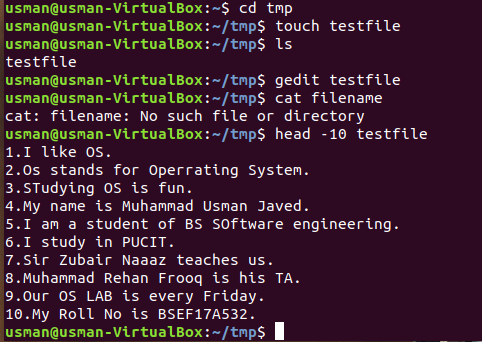 usman@usman-VirtualBox:~$ cd tmp
usman@usman-VirtualBox:~/tmp$ touch testfile
usman@usman-VirtualBox:~/tmp$ ls
testfile
usman@usman-VirtualBox:~/tmp$ gedit testfile
usman@usman-VirtualBox:~/tmp$ cat filename
cat: filename: No such file or directory
usman@usman-VirtualBox:~/tmp$ head -10 testfile
1.I like OS.
2.Os stands for Operrating System.
3.STudying OS is fun.
4.My name is Muhammad Usman Javed.
5.I am a student of BS SOftware engineering.
6.I study in PUCIT.
7.Sir Zubair Naaaz teaches us.
8.Muhammad Rehan Frooq is his TA.
9.Our OS LAB is every Friday.
10.My Roll No is BSEF17A532.
usman@usman-VirtualBox:~/tmp$